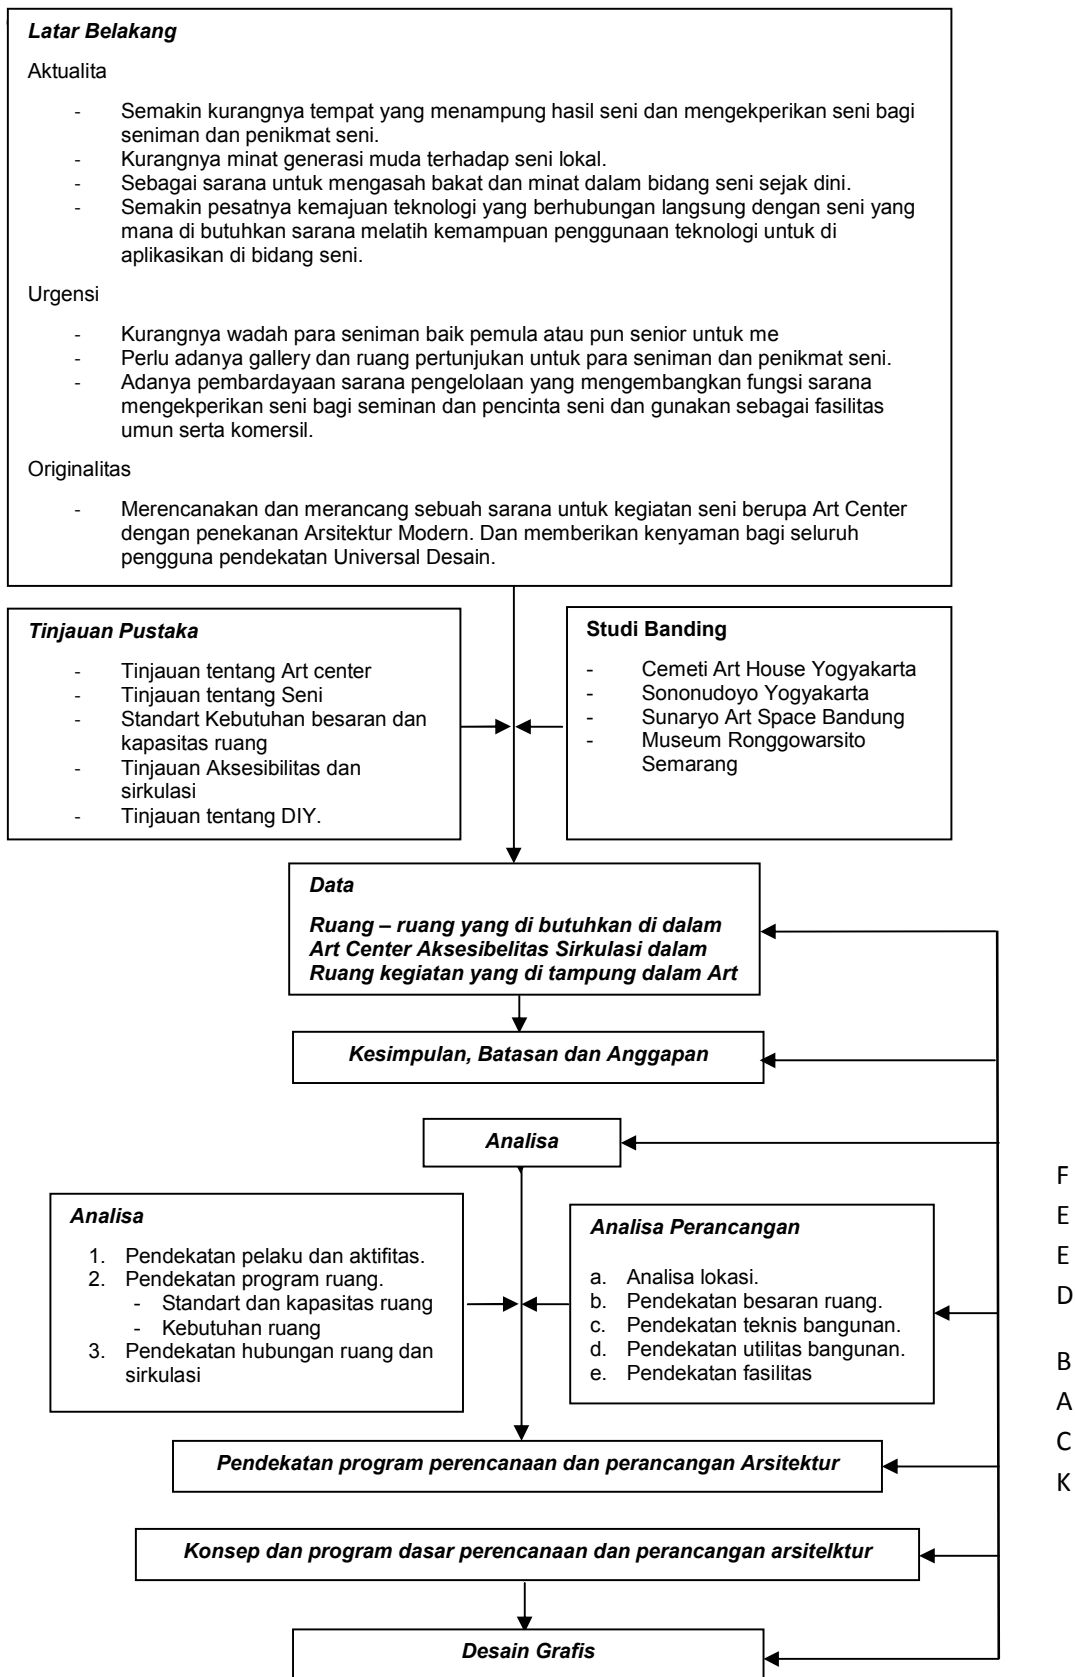 Latar Belakang
Aktualita
- Semakin kurangnya tempat yang menampung hasil seni dan mengekperikan seni bagi
seniman dan penikmat seni.
- Kurangnya minat generasi muda terhadap seni lokal.
- Sebagai sarana untuk mengasah bakat dan minat dalam bidang seni sejak dini.
- Semakin pesatnya kemajuan teknologi yang berhubungan langsung dengan seni yang
mana di butuhkan sarana melatih kemampuan penggunaan teknologi untuk di
aplikasikan di bidang seni.
Urgensi
- Kurangnya wadah para seniman baik pemula atau pun senior untuk me
- Perlu adanya gallery dan ruang pertunjukan untuk para seniman dan penikmat seni.
- Adanya pembardayaan sarana pengelolaan yang mengembangkan fungsi sarana
mengekperikan seni bagi seminan dan pencinta seni dan gunakan sebagai fasilitas
umun serta komersil.
Originalitas
- Merencanakan dan merancang sebuah sarana untuk kegiatan seni berupa Art Center
dengan penekanan Arsitektur Modern. Dan memberikan kenyaman bagi seluruh
pengguna pendekatan Universal Desain.
Tinjauan Pustaka
- Tinjauan tentang Art center
- Tinjauan tentang Seni
- Standart Kebutuhan besaran dan
kapasitas ruang
- Tinjauan Aksesibilitas dan
sirkulasi
- Tinjauan tentang DIY.
Studi Banding
- Cemeti Art House Yogyakarta
- Sononudoyo Yogyakarta
- Sunaryo Art Space Bandung
- Museum Ronggowarsito
Semarang
Data
Ruang – ruang yang di butuhkan di dalam
Art Center Aksesibelitas Sirkulasi dalam
Ruang kegiatan yang di tampung dalam Art
Kesimpulan, Batasan dan Anggapan
Analisa
Analisa
1. Pendekatan pelaku dan aktifitas.
2. Pendekatan program ruang.
- Standart dan kapasitas ruang
- Kebutuhan ruang
3. Pendekatan hubungan ruang dan
sirkulasi
Analisa Perancangan
a. Analisa lokasi.
b. Pendekatan besaran ruang.
c. Pendekatan teknis bangunan.
d. Pendekatan utilitas bangunan.
e. Pendekatan fasilitas
F
E
E
D
B
A
C
K
Pendekatan program perencanaan dan perancangan Arsitektur
Konsep dan program dasar perencanaan dan perancangan arsitelktur
Desain Grafis